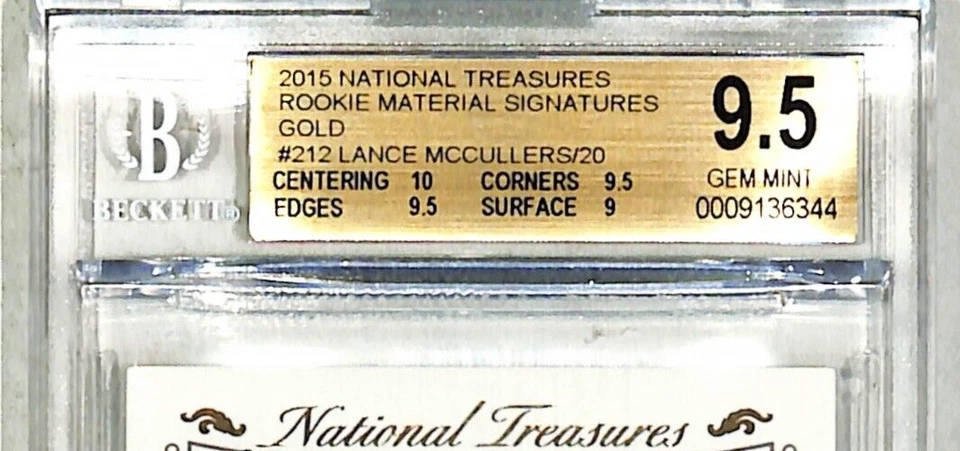 B
BECKETT®
2015 NATIONAL TREASURES
ROOKIE MATERIAL SIGNATURES
GOLD
#212 LANCE MCCULLERS/20
CENTERING 10 CORNERS 9.5
EDGES 9.5 SURFACE 9
9.5
GEM MINT
0009136344
National Treasures